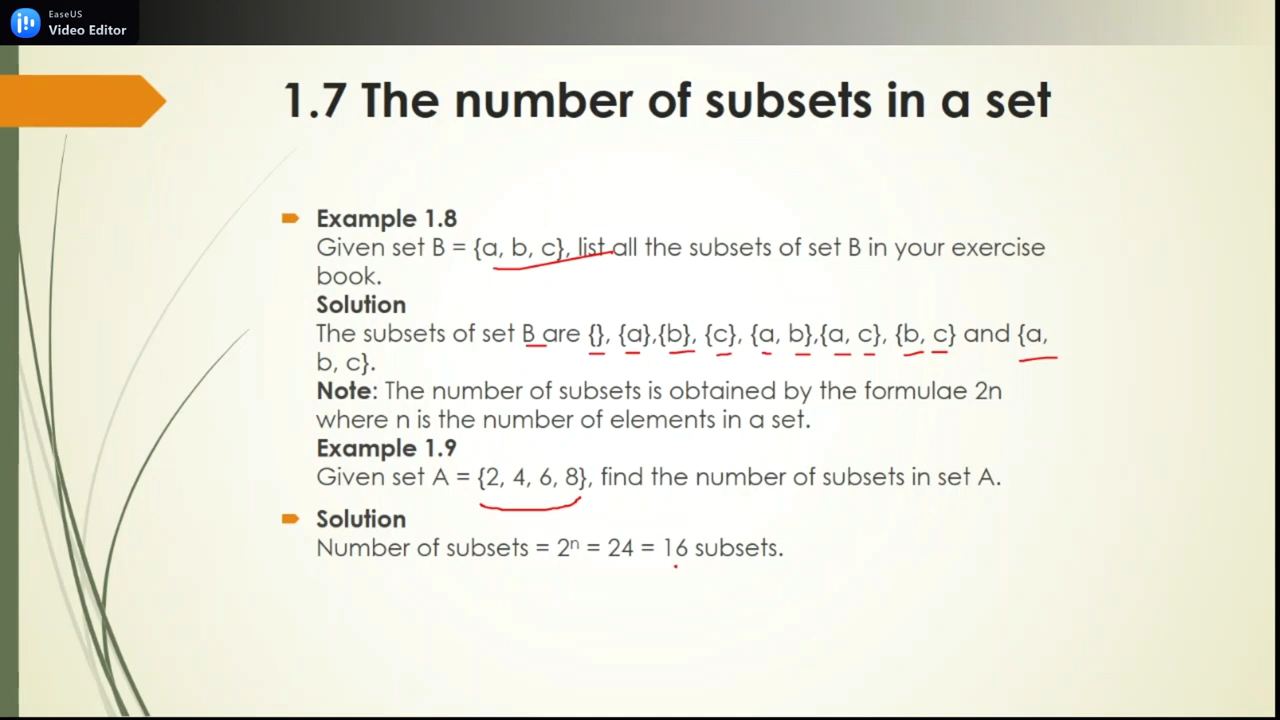 EaseUS
Video Editor
1.7 The number of subsets in a set
Example 1.8
Given set B = {a, b, c}, list all the subsets of set B in your exercise
book.
Solution
The subsets of set B are {}, {a},{b}, {c}, {a, b},{a, c}, {b, c} and {a,
b, c}.
Note: The number of subsets is obtained by the formulae 2n
where n is the number of elements in a set.
Example 1.9
Given set A = {2, 4, 6, 8}, find the number of subsets in set A.
Solution
Number of subsets = 2ⁿ = 24 = 16 subsets.